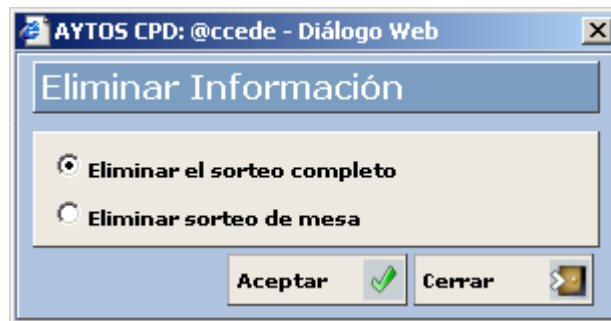 AYTOS CPD: @ccede - Diálogo Web
Eliminar Información
Eliminar el sorteo completo
Eliminar sorteo de mesa
Aceptar
Cerrar